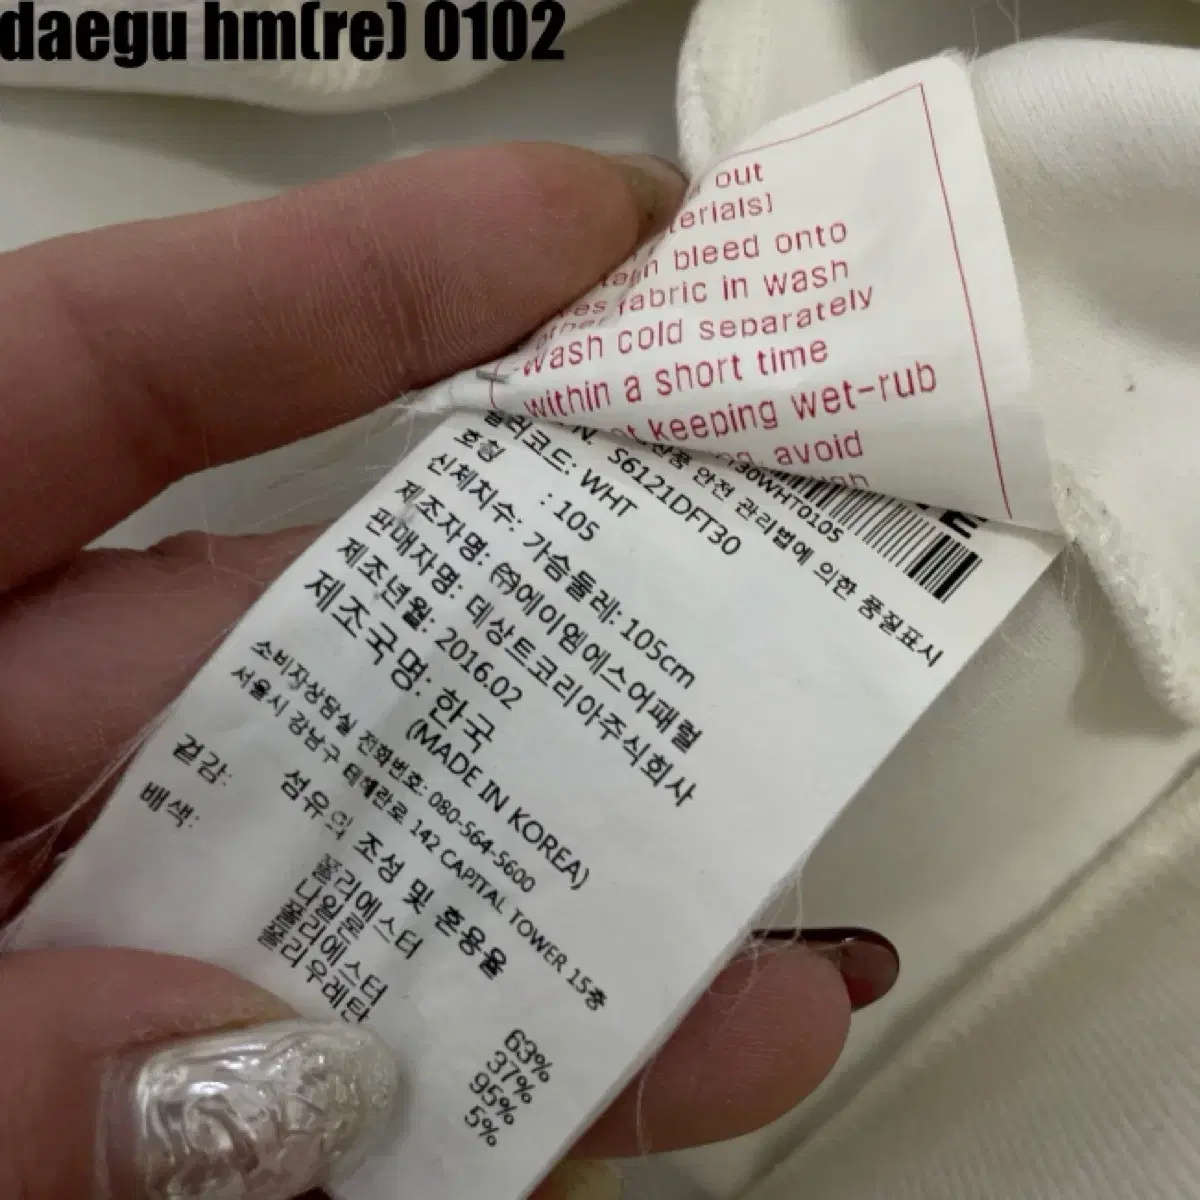 daegu hm(re) 0102
out
erials)
bleed onto
fabric in wash
wash cold separately
within a short time
keeping wet-rub
avoid
품 안전 관리법에 의한 품질표시
30WHT0105
S6121DFT30
러코드: WHT
호칭 : 105
신체치수: 가슴둘레: 105cm
제조자명: ㈜에이엠에스어패럴
판매자명: 데상트코리아주식회사
제조년월: 2016.02
제조국명: 한국
(MADE IN KOREA)
소비자상담실 전화번호: 080-564-5600
서울시 강남구 테헤란로 142 CAPITAL TOWER 15층
섬유의 조성 및 혼용율
겉감: 폴리에스터 63%
나일론 37%
배색: 폴리에스터 95%
폴리우레탄 5%